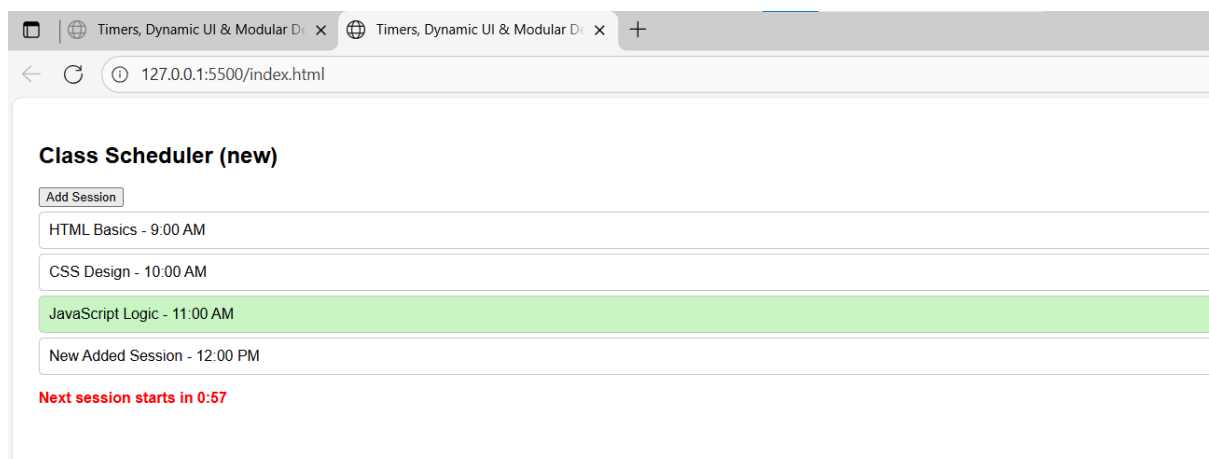 Timers, Dynamic UI & Modular De
Timers, Dynamic UI & Modular De
127.0.0.1:5500/index.html
Class Scheduler (new)
Add Session
HTML Basics - 9:00 AM
CSS Design - 10:00 AM
JavaScript Logic - 11:00 AM
New Added Session - 12:00 PM
Next session starts in 0:57